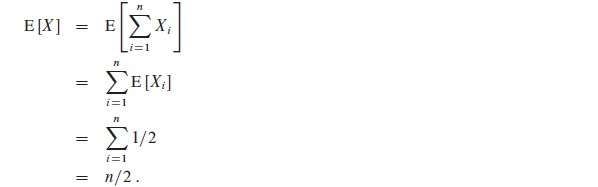 E[X] = E[∑_{i=1}^{n} X_i]
= ∑_{i=1}^{n} E[X_i]
= ∑_{i=1}^{n} 1/2
= n/2 .